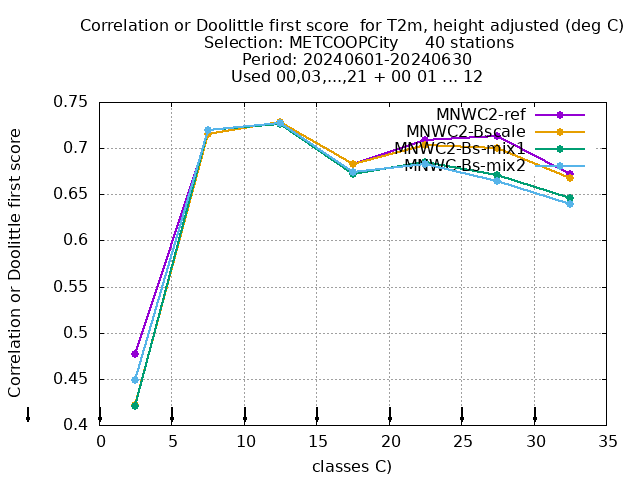 Correlation or Doolittle first score  for T2m, height adjusted (deg C)
Selection: METCOOPCity     40 stations
Period: 20240601-20240630
Used 00,03,...,21 + 00 01 ... 12
Correlation or Doolittle first score
0.75
0.7
0.65
0.6
0.55
0.5
0.45
0.4
MNWC2-ref
MNWC2-Bscale
MNWC2-Bs-mix1
MNWC-Bs-mix2
0 5 10 15 20 25 30 35
classes C)